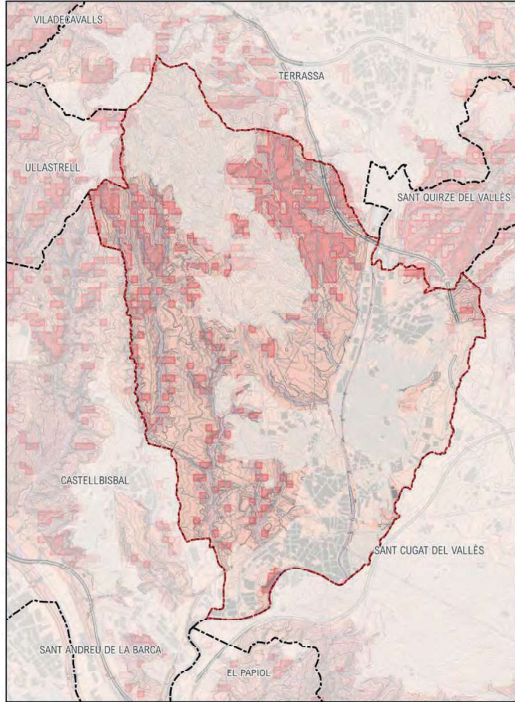 VILADECAVALLS
TERRASSA
ULLASTRELL
SANT QUIRZE DEL VALLÈS
CASTELLBISBAL
SANT CUGAT DEL VALLÈS
SANT ANDREU DE LA BARCA
EL PAPIOL